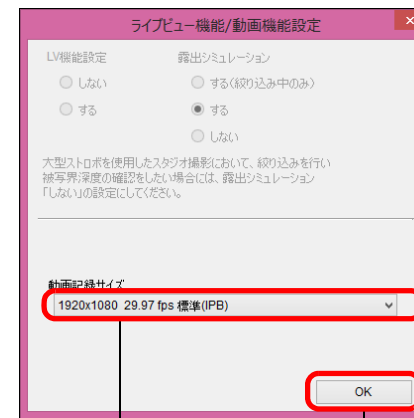 ライブビュー機能/動画機能設定
LV機能設定
露出シミュレーション
しない
する(絞り込み中のみ)
する
する
しない
大型ストロボを使用したスタジオ撮影において、絞り込みを行い
被写界深度の確認をしたい場合には、露出シミュレーション
「しない」の設定にしてください。
動画記録サイズ
1920x1080 29.97 fps 標準(IPB)
OK